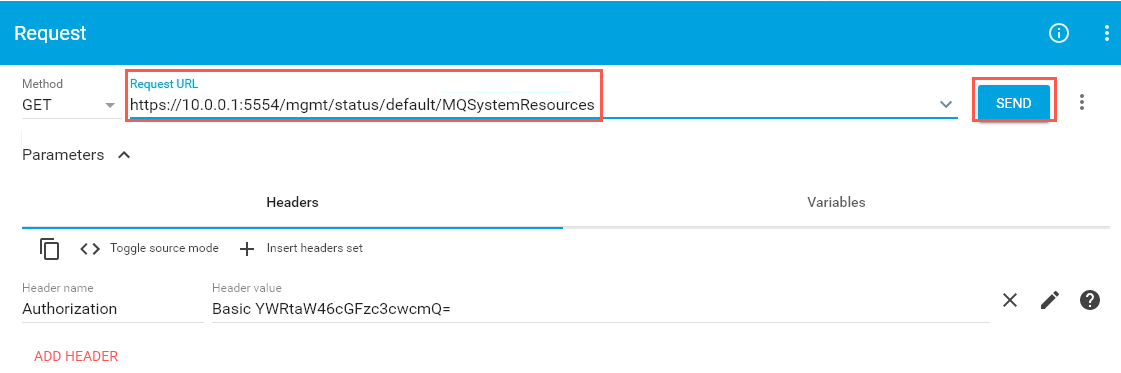 Request
Method
Request URL
GET
https://10.0.0.1:5554/mgmt/status/default/MQSystemResources
SEND
Parameters
Headers
Variables
Toggle source mode
Insert headers set
Header name
Header value
Authorization
Basic YWRtaW46cGFzc3cwcmQ=
ADD HEADER